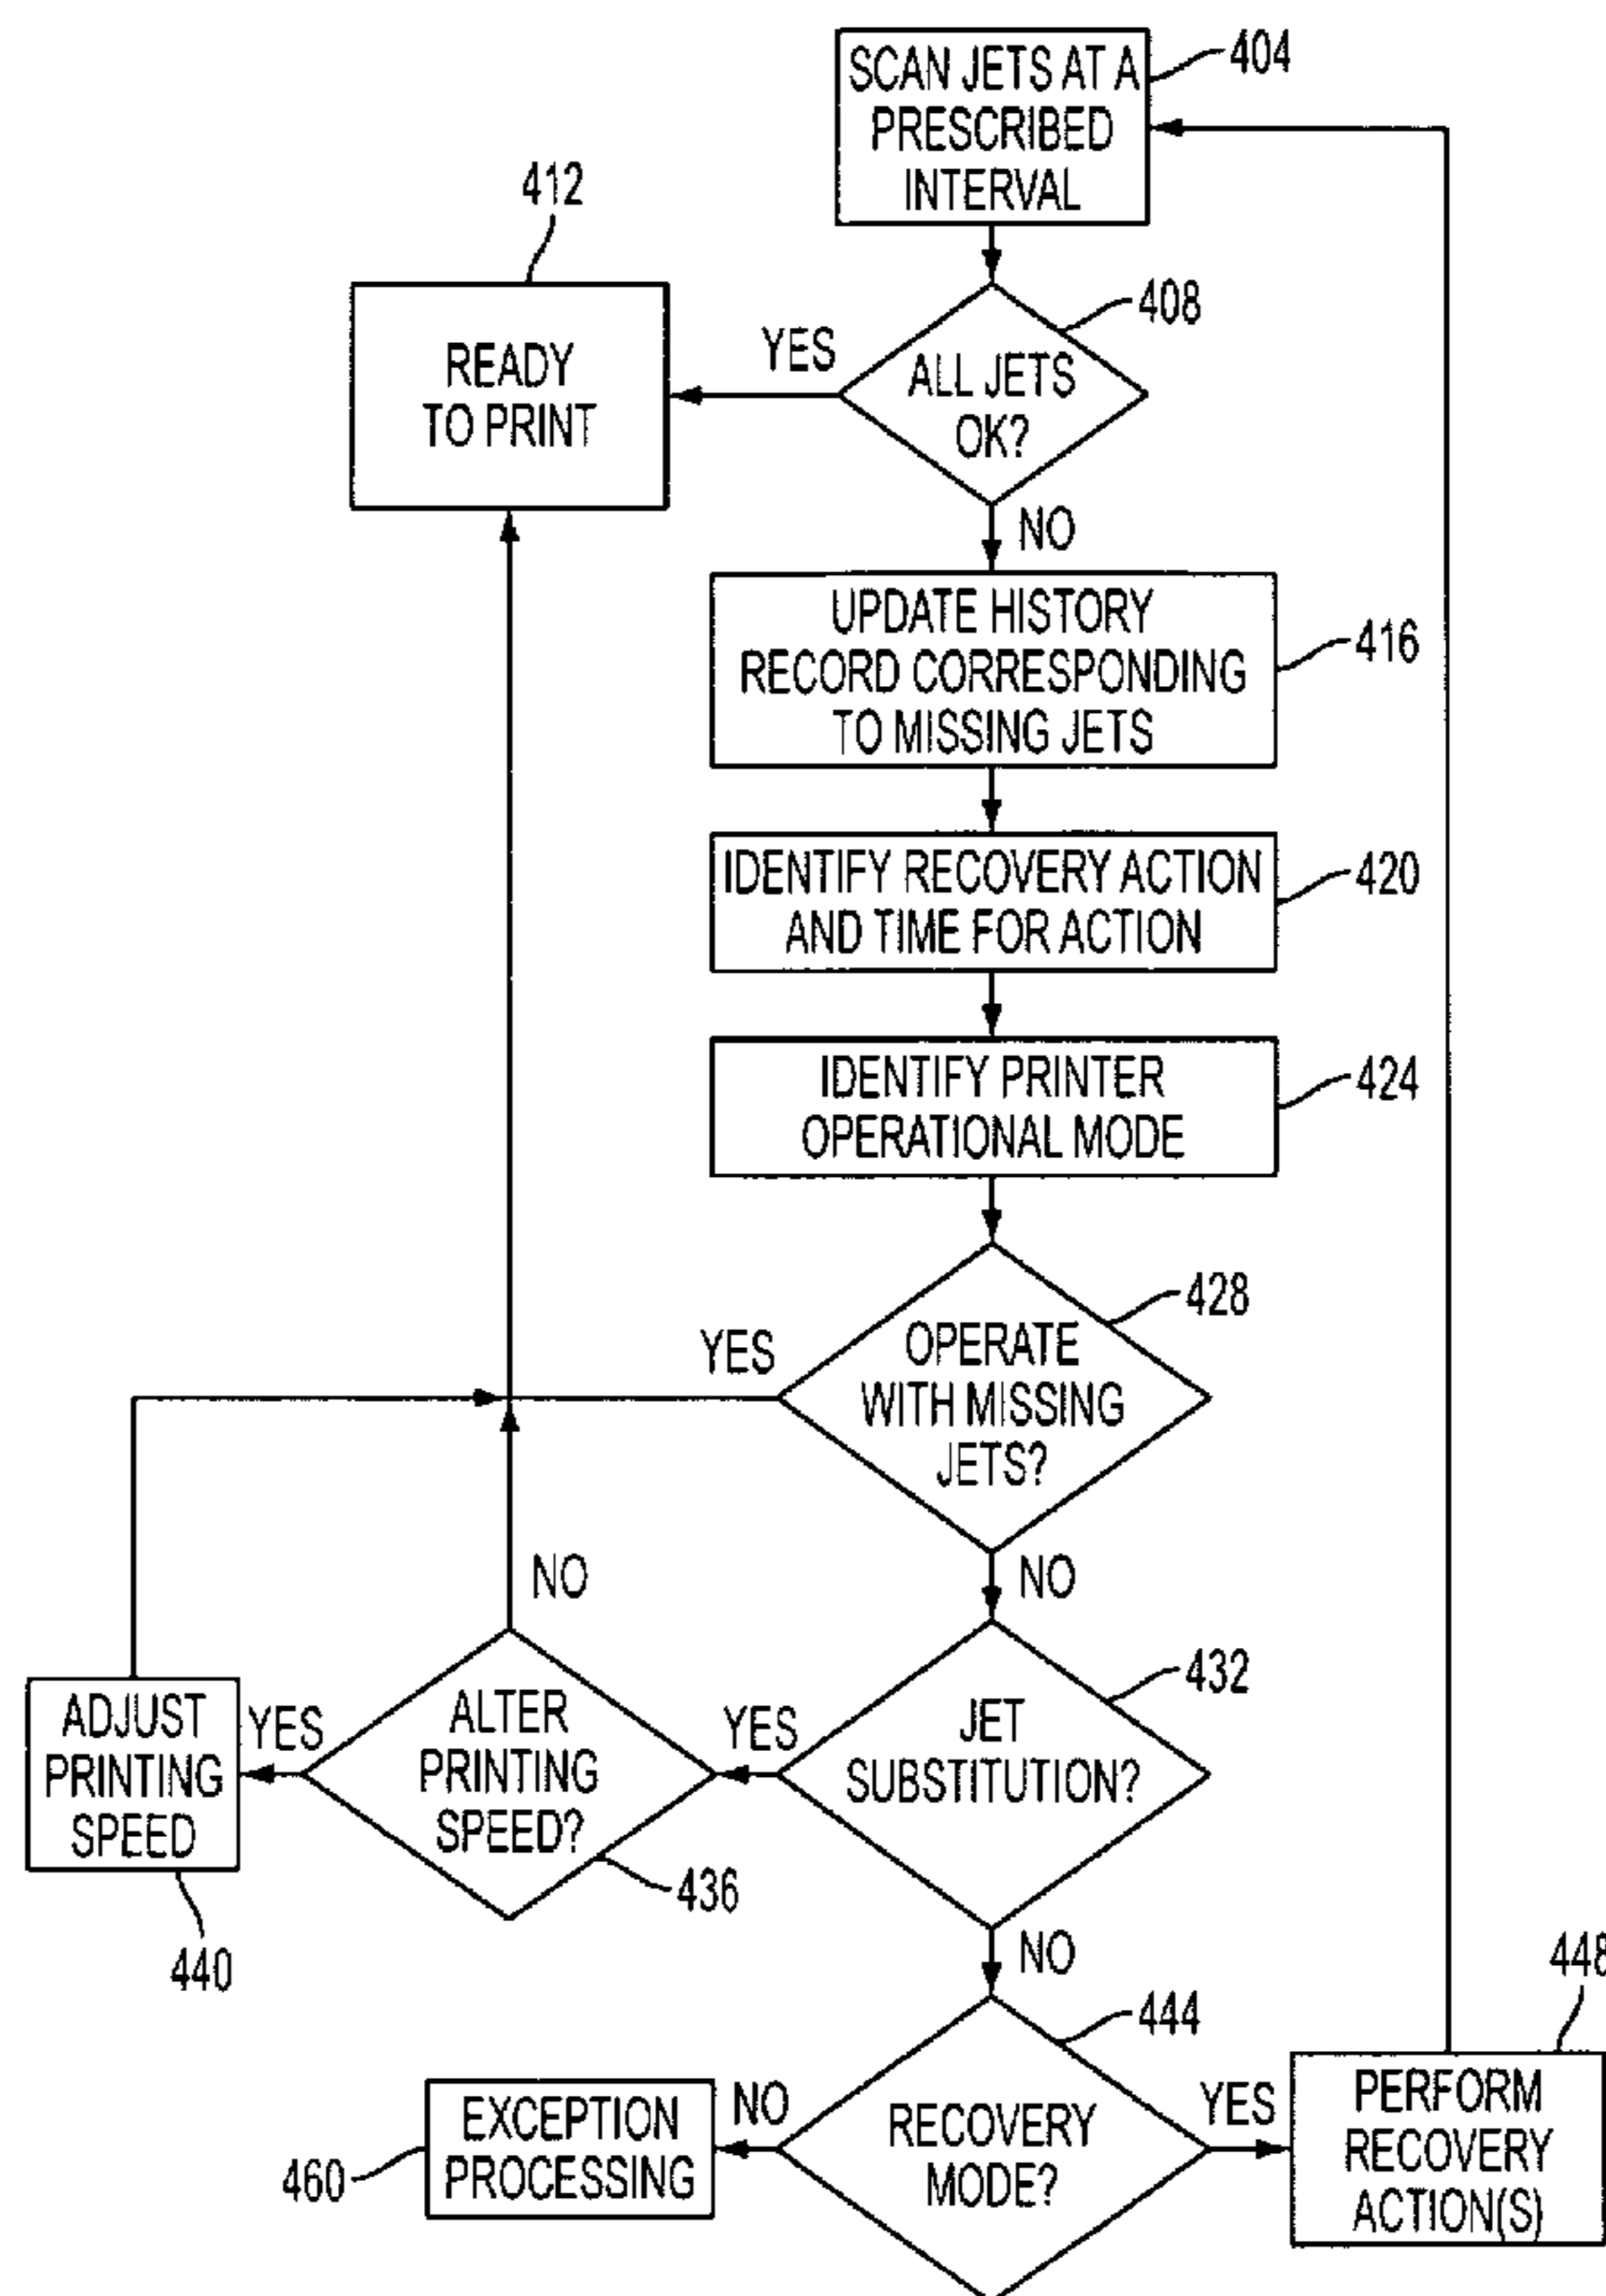 SCAN JETS AT A
PRESCRIBED
INTERVAL
404
412
READY
TO PRINT
YES
ALL JETS
OK?
408
NO
UPDATE HISTORY
RECORD CORRESPONDING
TO MISSING JETS
416
IDENTIFY RECOVERY ACTION
AND TIME FOR ACTION
420
IDENTIFY PRINTER
OPERATIONAL MODE
424
YES
OPERATE
WITH MISSING
JETS?
428
NO
NO
ADJUST
PRINTING
SPEED
440
YES
ALTER
PRINTING
SPEED?
436
YES
JET
SUBSTITUTION?
432
NO
EXCEPTION
PROCESSING
460
NO
RECOVERY
MODE?
444
YES
PERFORM
RECOVERY
ACTION(S)
448